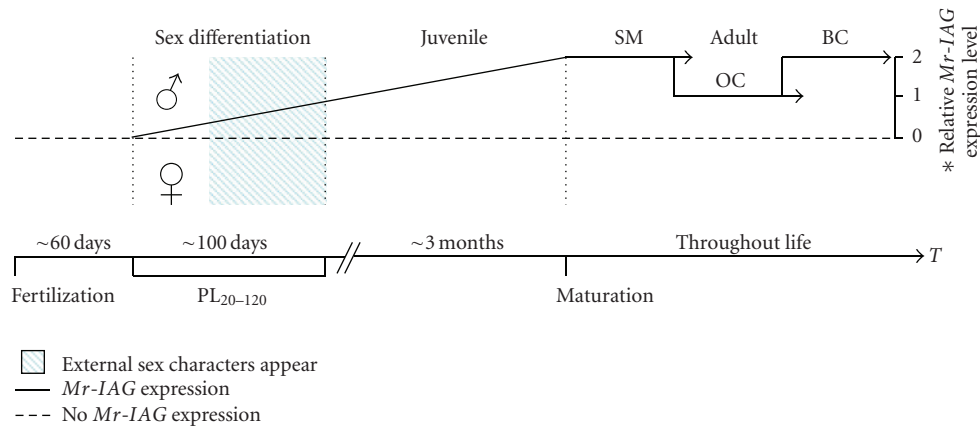 Sex differentiation
Juvenile
SM
Adult
BC
OC
2
1
0
* Relative Mr-IAG
expression level
♂
♀
~60 days
~100 days
~3 months
Throughout life
T
Fertilization
PL20–120
Maturation
External sex characters appear
Mr-IAG expression
No Mr-IAG expression